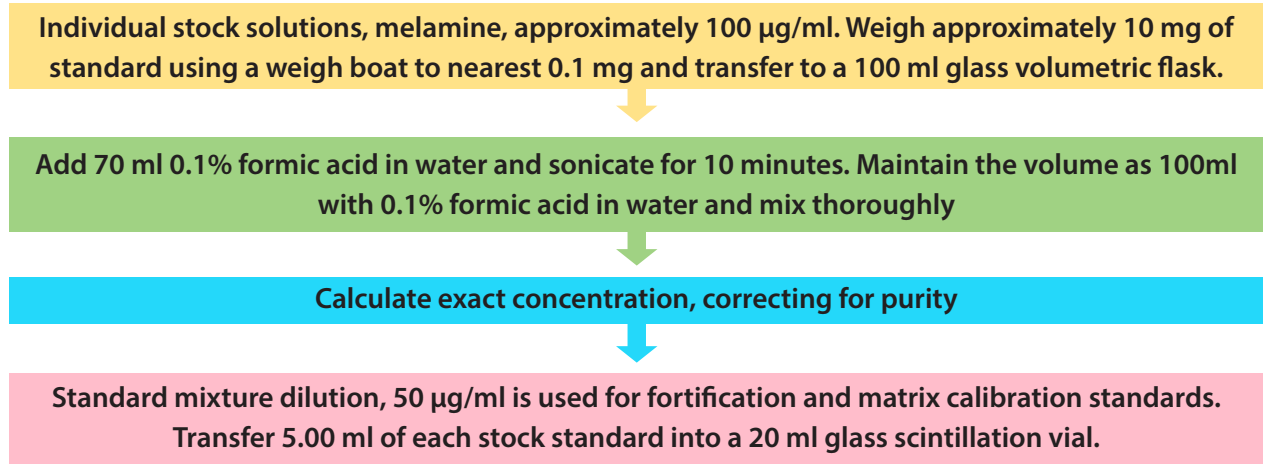 Individual stock solutions, melamine, approximately 100 µg/ml. Weigh approximately 10 mg of
standard using a weigh boat to nearest 0.1 mg and transfer to a 100 ml glass volumetric flask.
Add 70 ml 0.1% formic acid in water and sonicate for 10 minutes. Maintain the volume as 100ml
with 0.1% formic acid in water and mix thoroughly
Calculate exact concentration, correcting for purity
Standard mixture dilution, 50 µg/ml is used for fortification and matrix calibration standards.
Transfer 5.00 ml of each stock standard into a 20 ml glass scintillation vial.